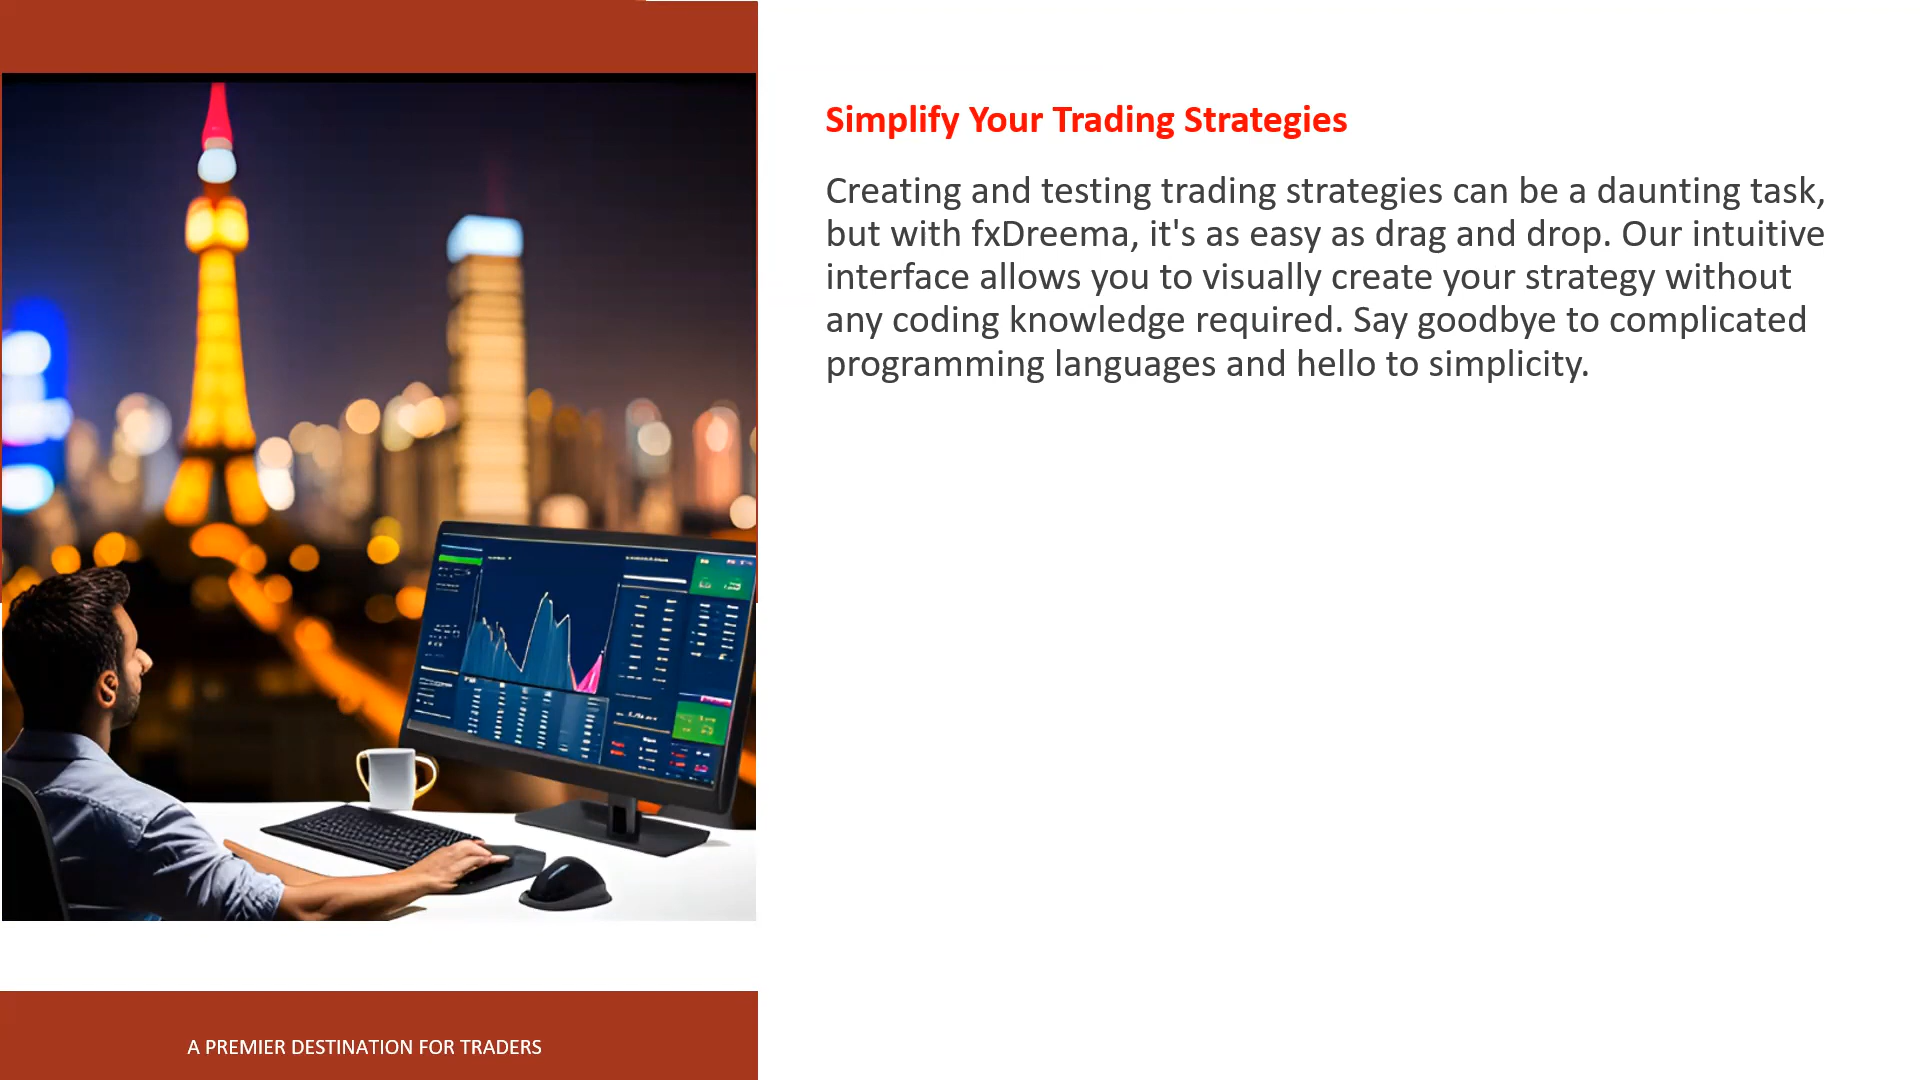 Simplify Your Trading Strategies
Creating and testing trading strategies can be a daunting task,
but with fxDreema, it's as easy as drag and drop. Our intuitive
interface allows you to visually create your strategy without
any coding knowledge required. Say goodbye to complicated
programming languages and hello to simplicity.
A PREMIER DESTINATION FOR TRADERS